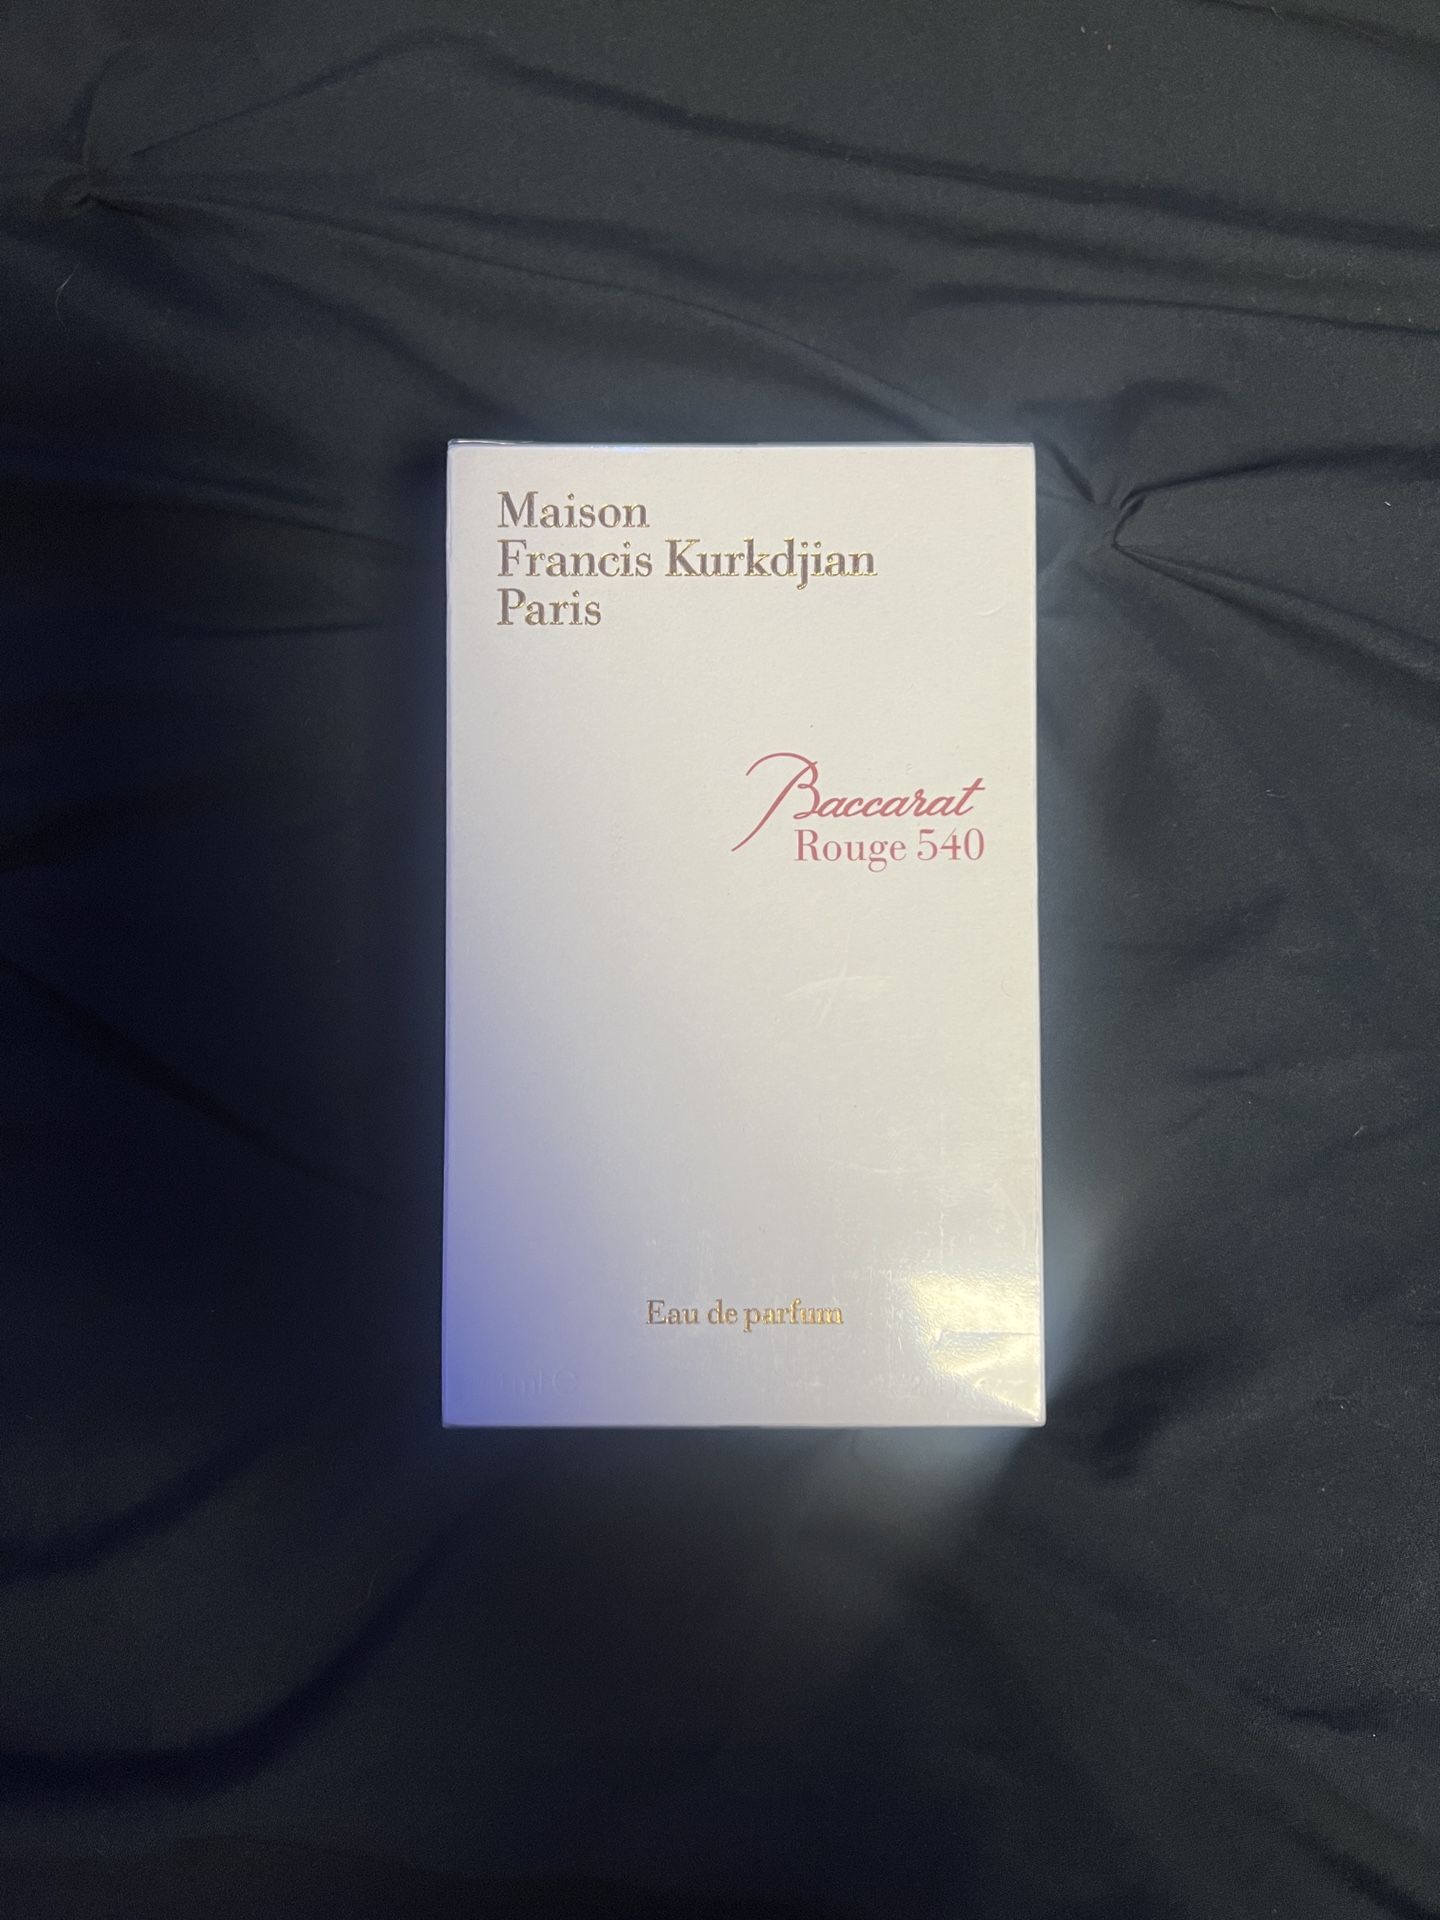 Maison
Francis Kurkdjian
Paris
Baccarat
Rouge 540
Eau de parfum